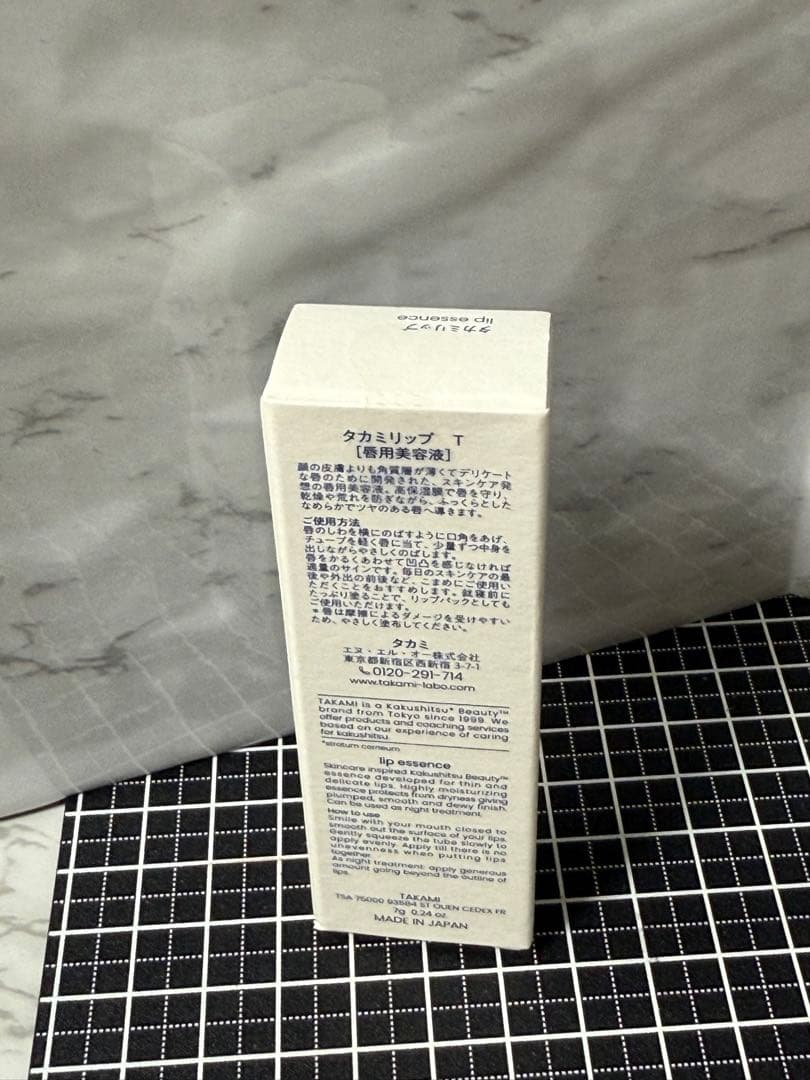 タカミリップ
lip essence
タカミリップ T
[唇用美容液]
顔の皮膚よりも角質層が薄くてデリケート
な唇のために開発された、スキンケア発
想の唇用美容液。高保湿膜で唇を守り、
乾燥や荒れを防ぎながら、ふっくらとした
なめらかでツヤのある唇へ導きます。
ご使用方法
唇のしわを横にのばすように口角をあげ、
チューブを軽く唇に当て、少量ずつ中身を
出しながらやさしくのばします。
唇をかるくあわせて凹凸を感じなければ
適量のサインです。毎日のスキンケアの最
後や外出の前後など、こまめにご使用い
ただくことをおすすめします。就寝前に
たっぷり塗ることで、リップパックとしても
ご使用いただけます。
*唇は摩擦によるダメージを受けやすい
ため、やさしく塗布してください。
タカミ
エヌ・エル・オー株式会社
東京都新宿区西新宿 3-7-1
0120-291-714
www.takami-labo.com
TAKAMI is a Kakushitsu* Beauty™
brand from Tokyo since 1999. We
offer products and coaching services
based on our experience of caring
for kakushitsu.
*stratum corneum
lip essence
Skincare inspired Kakushitsu Beauty™
essence developed for thin and
delicate lips. Highly moisturizing
essence protects from dryness giving
plumped, smooth and dewy finish.
Can be used as night treatment.
How to use
Smile with your mouth closed to
smooth out the surface of your lips.
Gently squeeze the tube slowly to
apply evenly. Apply till there is no
unevenness when putting lips
together.
As night treatment: apply generous
amount going beyond the outline of
lips.
TAKAMI
TSA 75000 93584 ST OUEN CEDEX FR
7g 0.24 oz.
MADE IN JAPAN